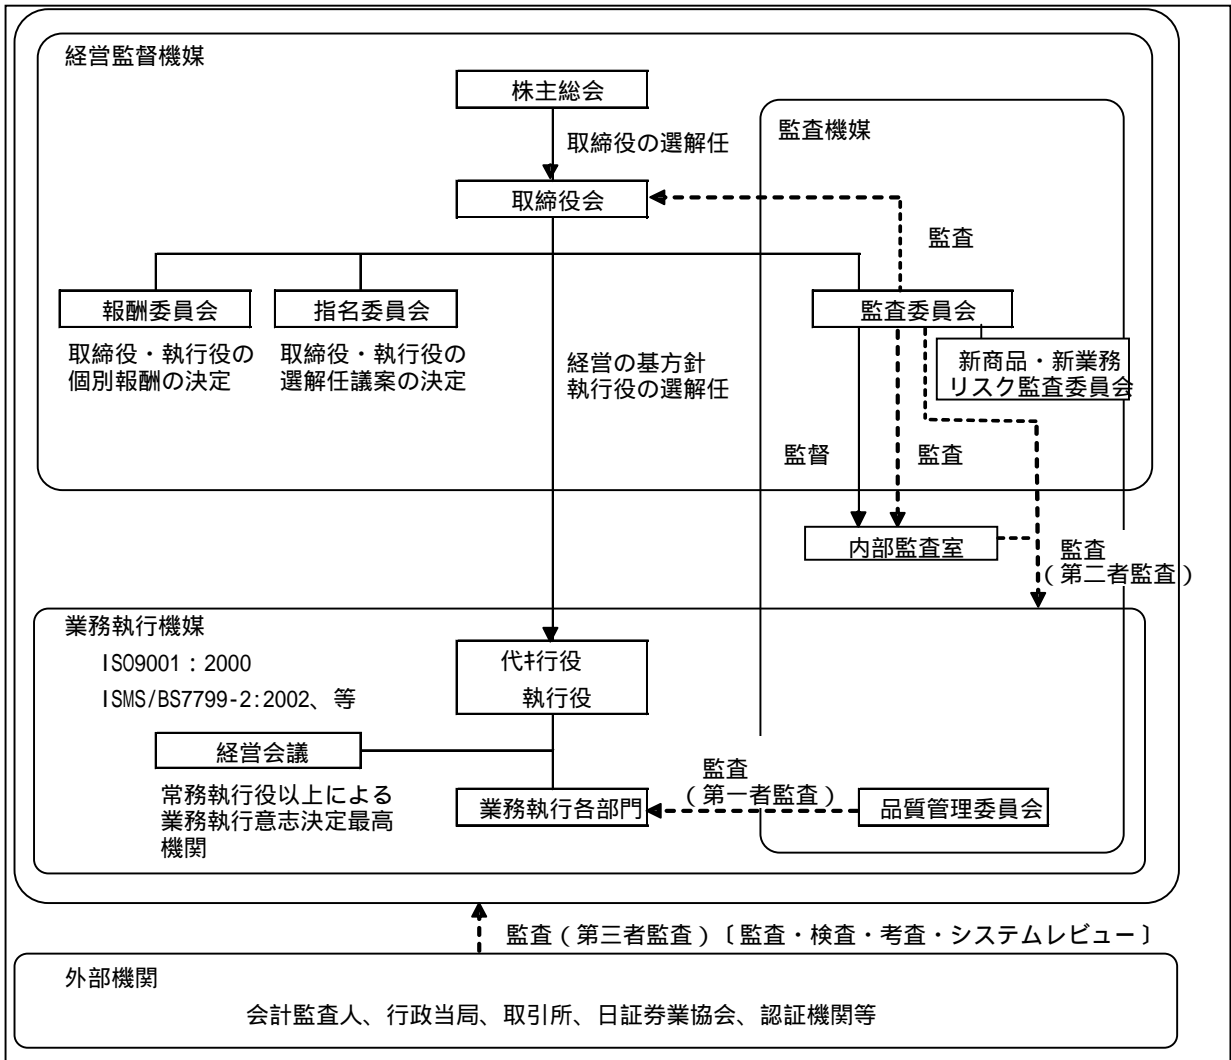 経営監督機媒
株主総会
監査機媒
取締役の選解任
取締役会
監査
報酬委員会
指名委員会
監査委員会
取締役・執行役の
個別報酬の決定
取締役・執行役の
選解任議案の決定
経営の基方針
執行役の選解任
新商品・新業務
リスク監査委員会
監督
監査
内部監査室
監査
(第二者監査)
業務執行機媒
ISO9001:2000
ISMS/BS7799-2:2002、等
代キ行役
執行役
経営会議
常務執行役以上による
業務執行意志決定最高
機関
監査
(第一者監査)
業務執行各部門
品質管理委員会
監査(第三者監査)〔監査・検査・考査・システムレビュー〕
外部機関
会計監査人、行政当局、取引所、日証券業協会、認証機関等